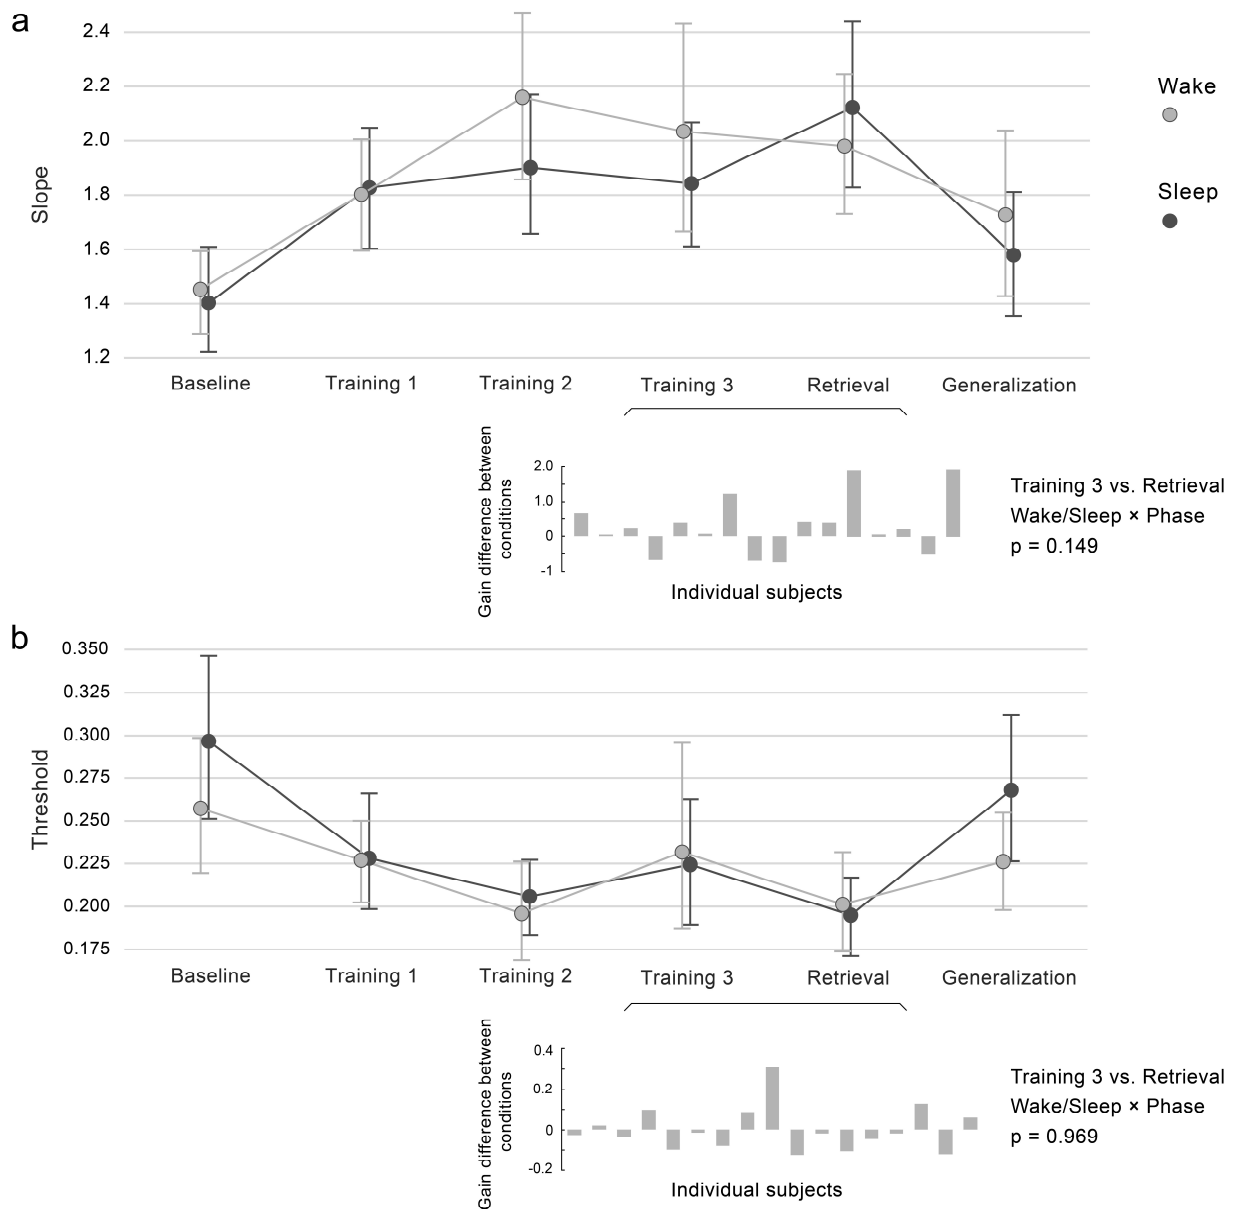 a
2.4
2.2
2.0
1.8
1.6
1.4
1.2
Slope
Wake
Sleep
Baseline
Training 1
Training 2
Training 3
Retrieval
Generalization
Gain difference between
conditions
2.0
1.0
0
-1
Individual subjects
Training 3 vs. Retrieval
Wake/Sleep × Phase
p = 0.149
b
0.350
0.325
0.300
0.275
0.250
0.225
0.200
0.175
Threshold
Baseline
Training 1
Training 2
Training 3
Retrieval
Generalization
Gain difference between
conditions
0.4
0.2
0
-0.2
Individual subjects
Training 3 vs. Retrieval
Wake/Sleep × Phase
p = 0.969